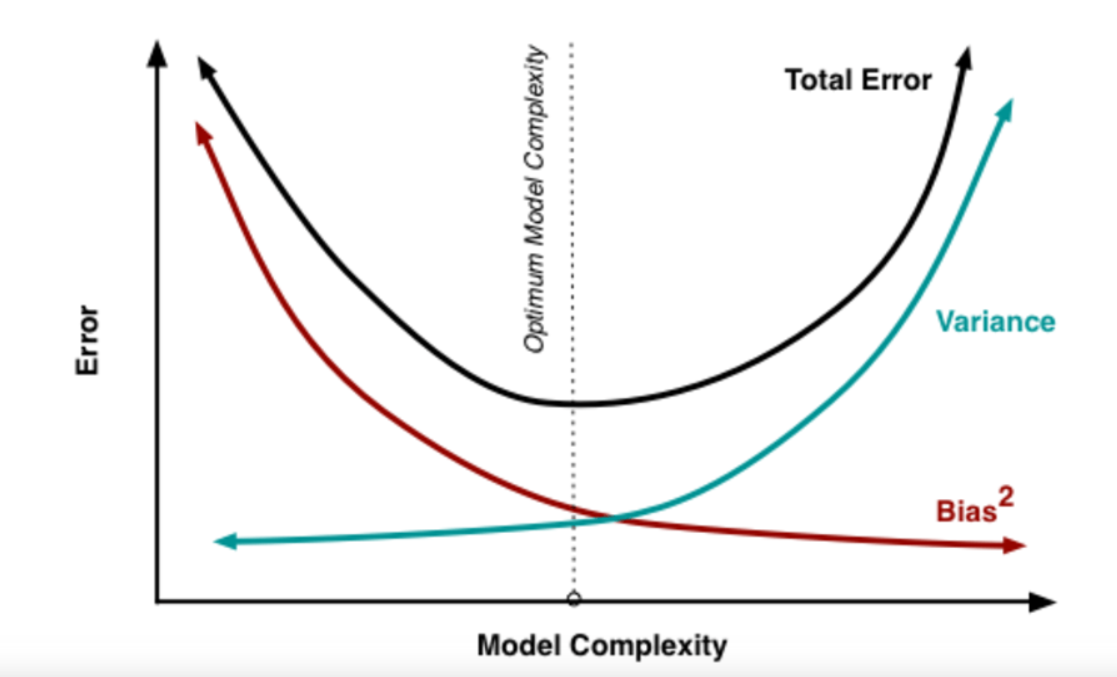 Optimum Model Complexity
Total Error
Error
Variance
Bias²
Model Complexity